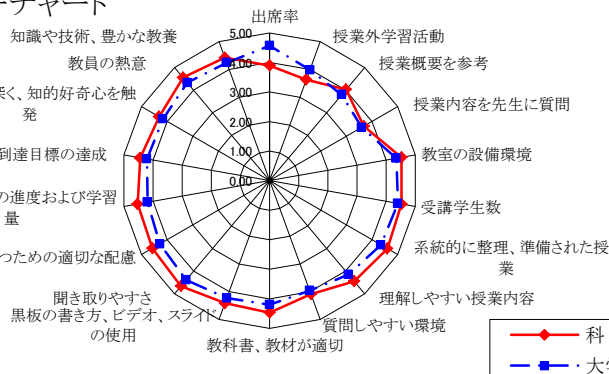 ーチャート
出席率
授業外学習活動
授業概要を参考
授業内容を先生に質問
教室の設備環境
受講学生数
系統的に整理、準備された授
業
理解しやすい授業内容
質問しやすい環境
教科書、教材が適切
黒板の書き方、ビデオ、スライド
の使用
聞き取りやすさ
つための適切な配慮
の進度および学習
量
到達目標の達成
く、知的好奇心を触
発
教員の熱意
知識や技術、豊かな教養
5.00
4.00
3.00
2.00
1.00
0.00
科